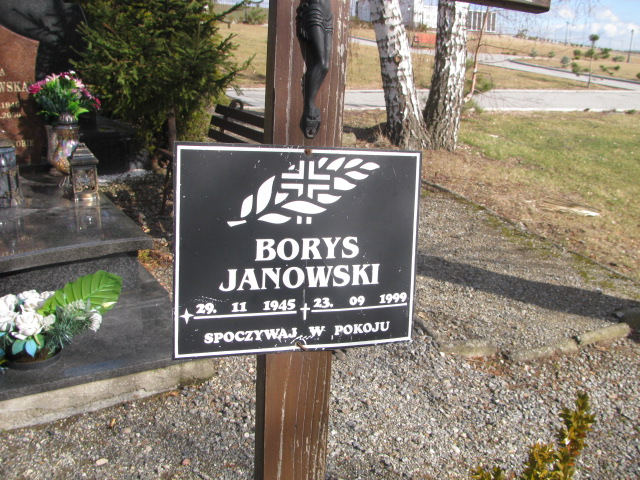 BORYS
JANOWSKI
29. 11 1945 23. 09 1999
SPOCZYWAJ W POKOJU